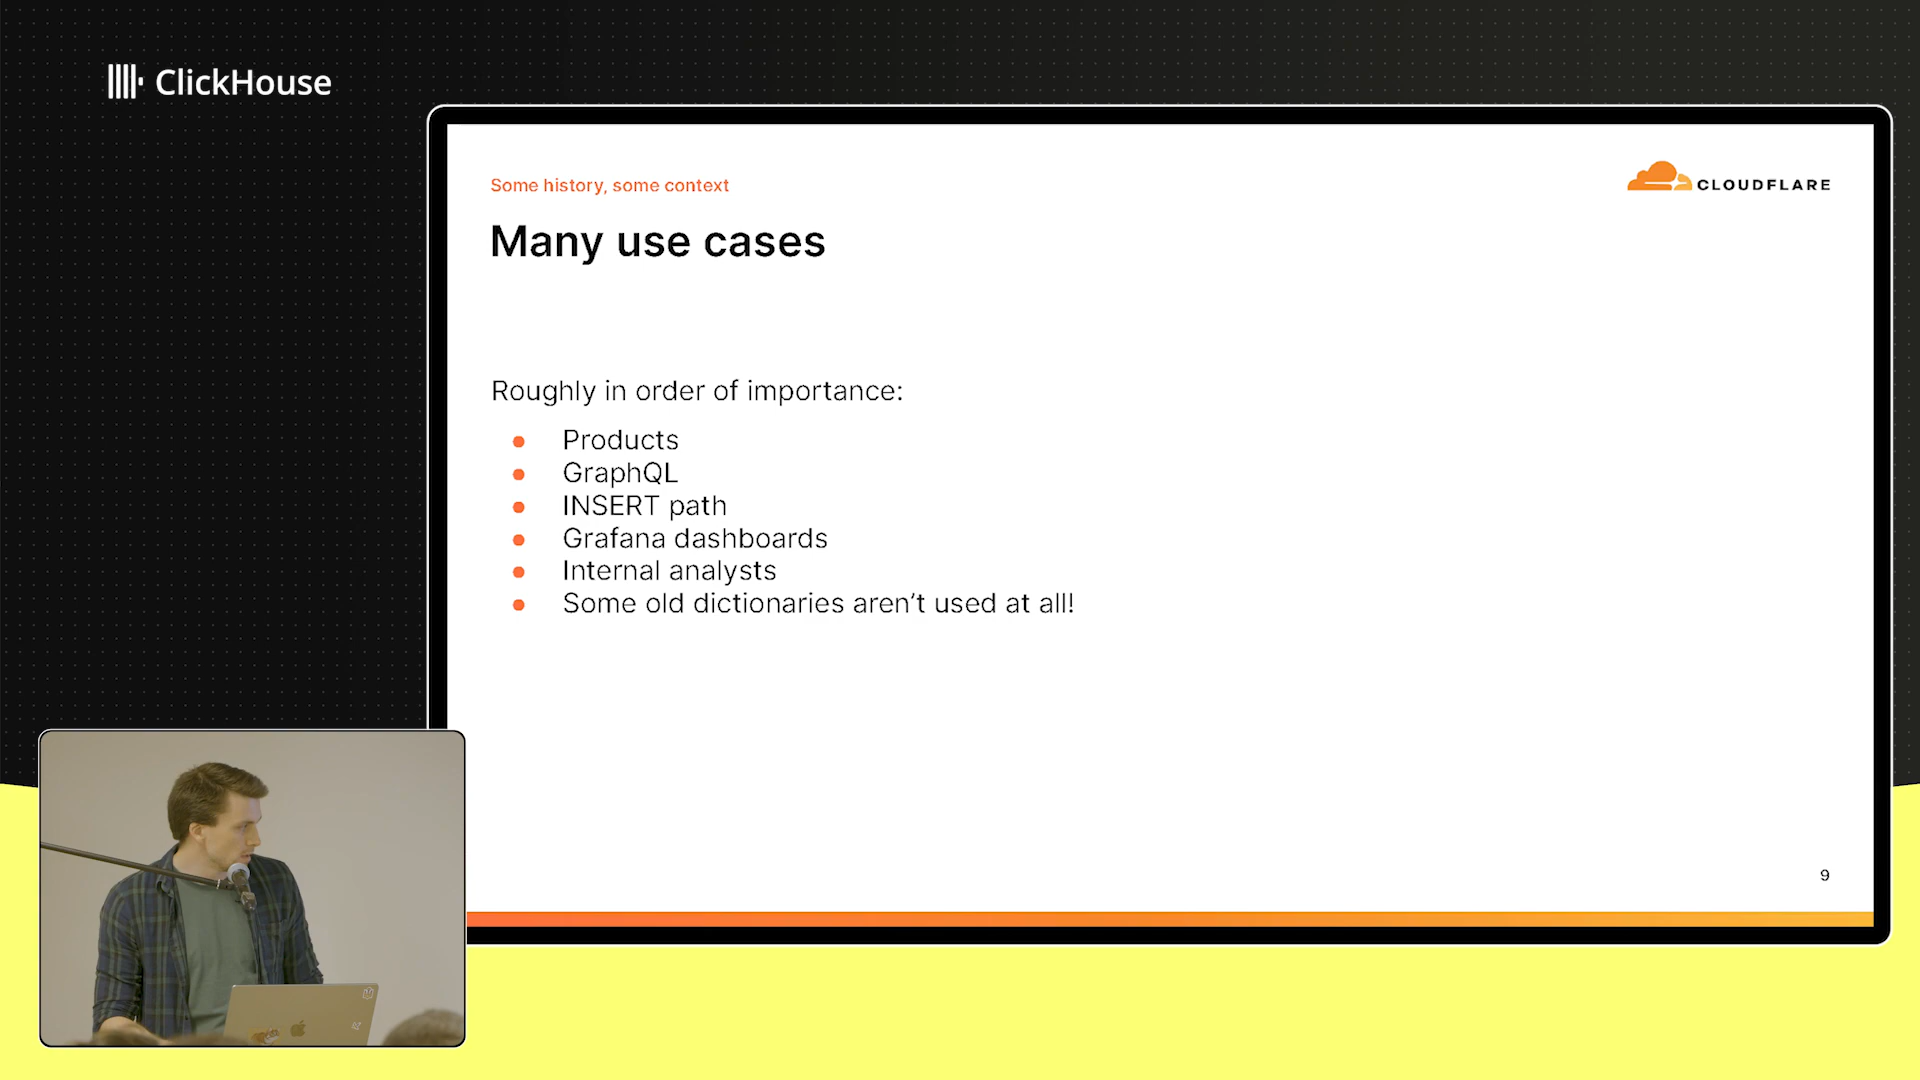 ClickHouse
Some history, some context
CLOUDFLARE
Many use cases
Roughly in order of importance:
Products
GraphQL
INSERT path
Grafana dashboards
Internal analysts
Some old dictionaries aren’t used at all!
9